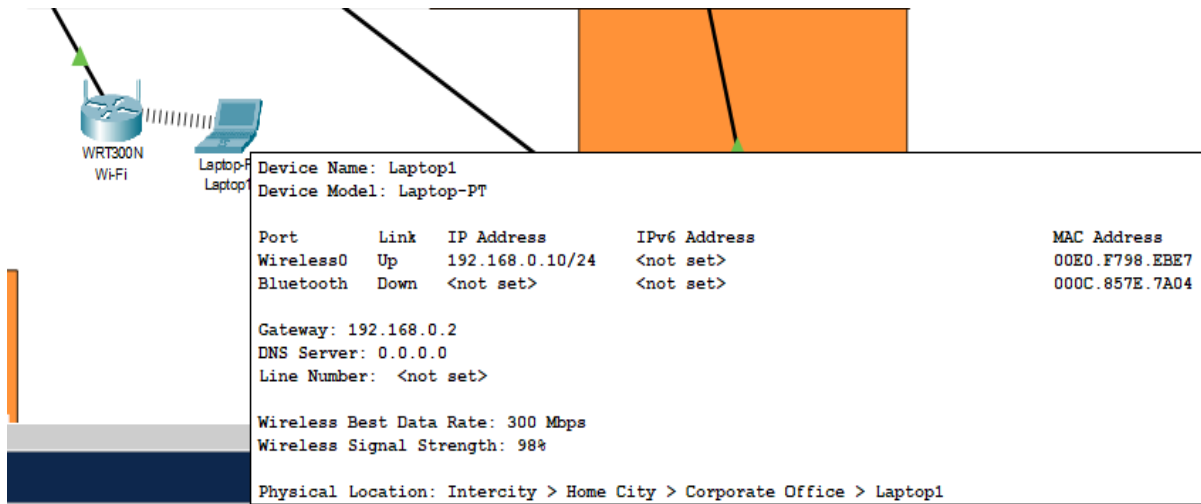 WRT300N
Wi-Fi
Laptop-P
Laptop1
Device Name: Laptop1
Device Model: Laptop-PT
Port Link IP Address IPv6 Address MAC Address
Wireless0 Up 192.168.0.10/24 <not set> 00E0.F798.EBE7
Bluetooth Down <not set> <not set> 000C.857E.7A04
Gateway: 192.168.0.2
DNS Server: 0.0.0.0
Line Number: <not set>
Wireless Best Data Rate: 300 Mbps
Wireless Signal Strength: 98%
Physical Location: Intercity > Home City > Corporate Office > Laptop1